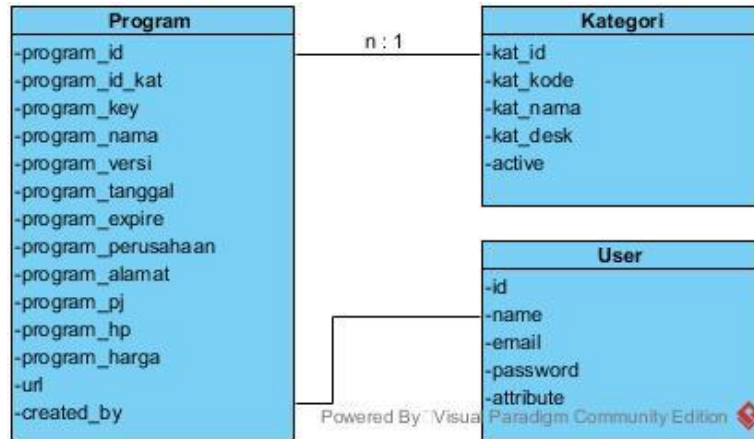 Program
-program_id
-program_id_kat
-program_key
-program_nama
-program_versi
-program_tanggal
-program_expire
-program_perusahaan
-program_alamat
-program_pj
-program_hp
-program_harga
-url
-created_by
n : 1
Kategori
-kat_id
-kat_kode
-kat_nama
-kat_desk
-active
User
-id
-name
-email
-password
-attribute
Powered By Visual Paradigm Community Edition